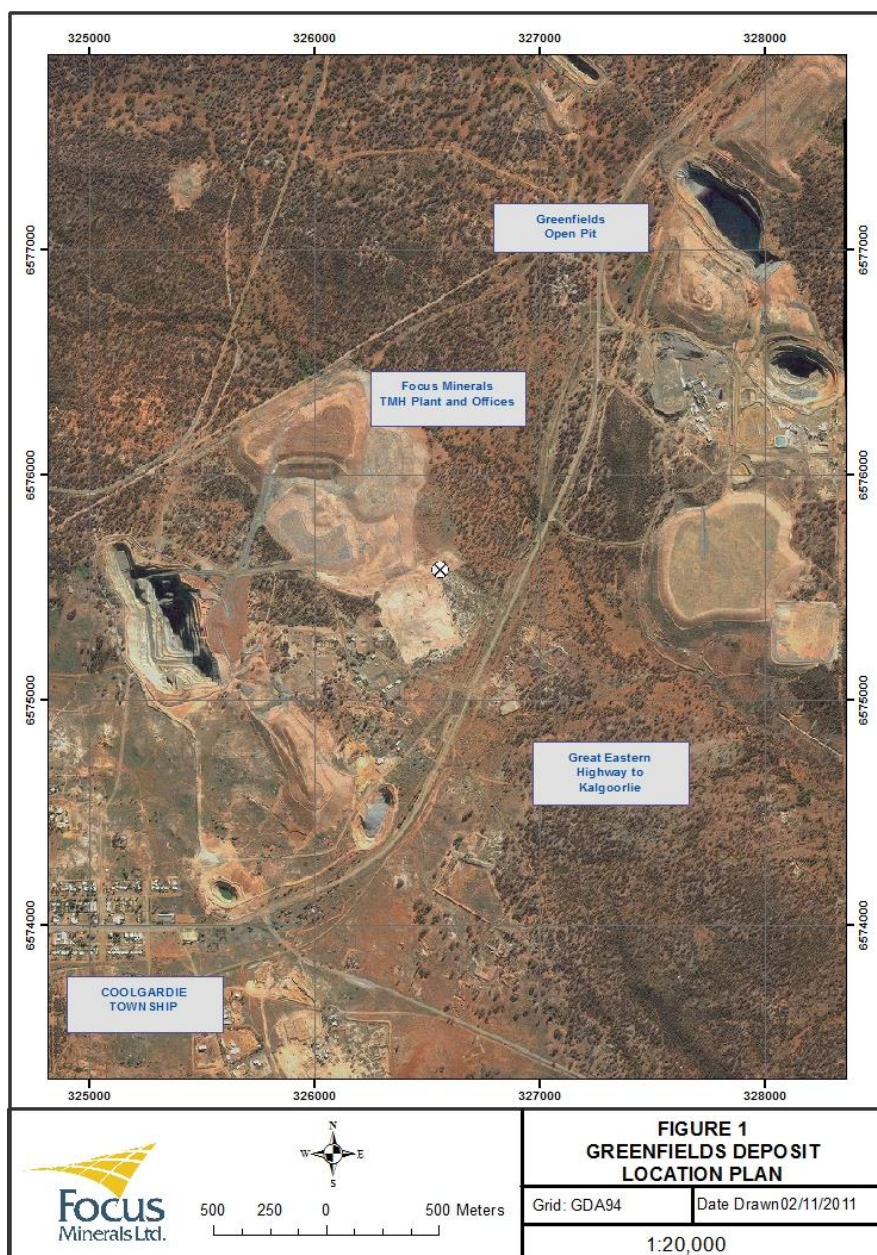 325000 326000 327000 328000
Greenfields
Open Pit
6577000 6577000
Focus Minerals
TMH Plant and Offices
6576000 6576000
6575000 6575000
Great Eastern
Highway to
Kalgoorlie
6574000 6574000
COOLGARDIE
TOWNSHIP
325000 326000 327000 328000
Focus
Minerals Ltd.
N
W E
S
500 250 0 500 Meters
FIGURE 1
GREENFIELDS DEPOSIT
LOCATION PLAN
Grid: GDA94
Date Drawn02/11/2011
1:20,000